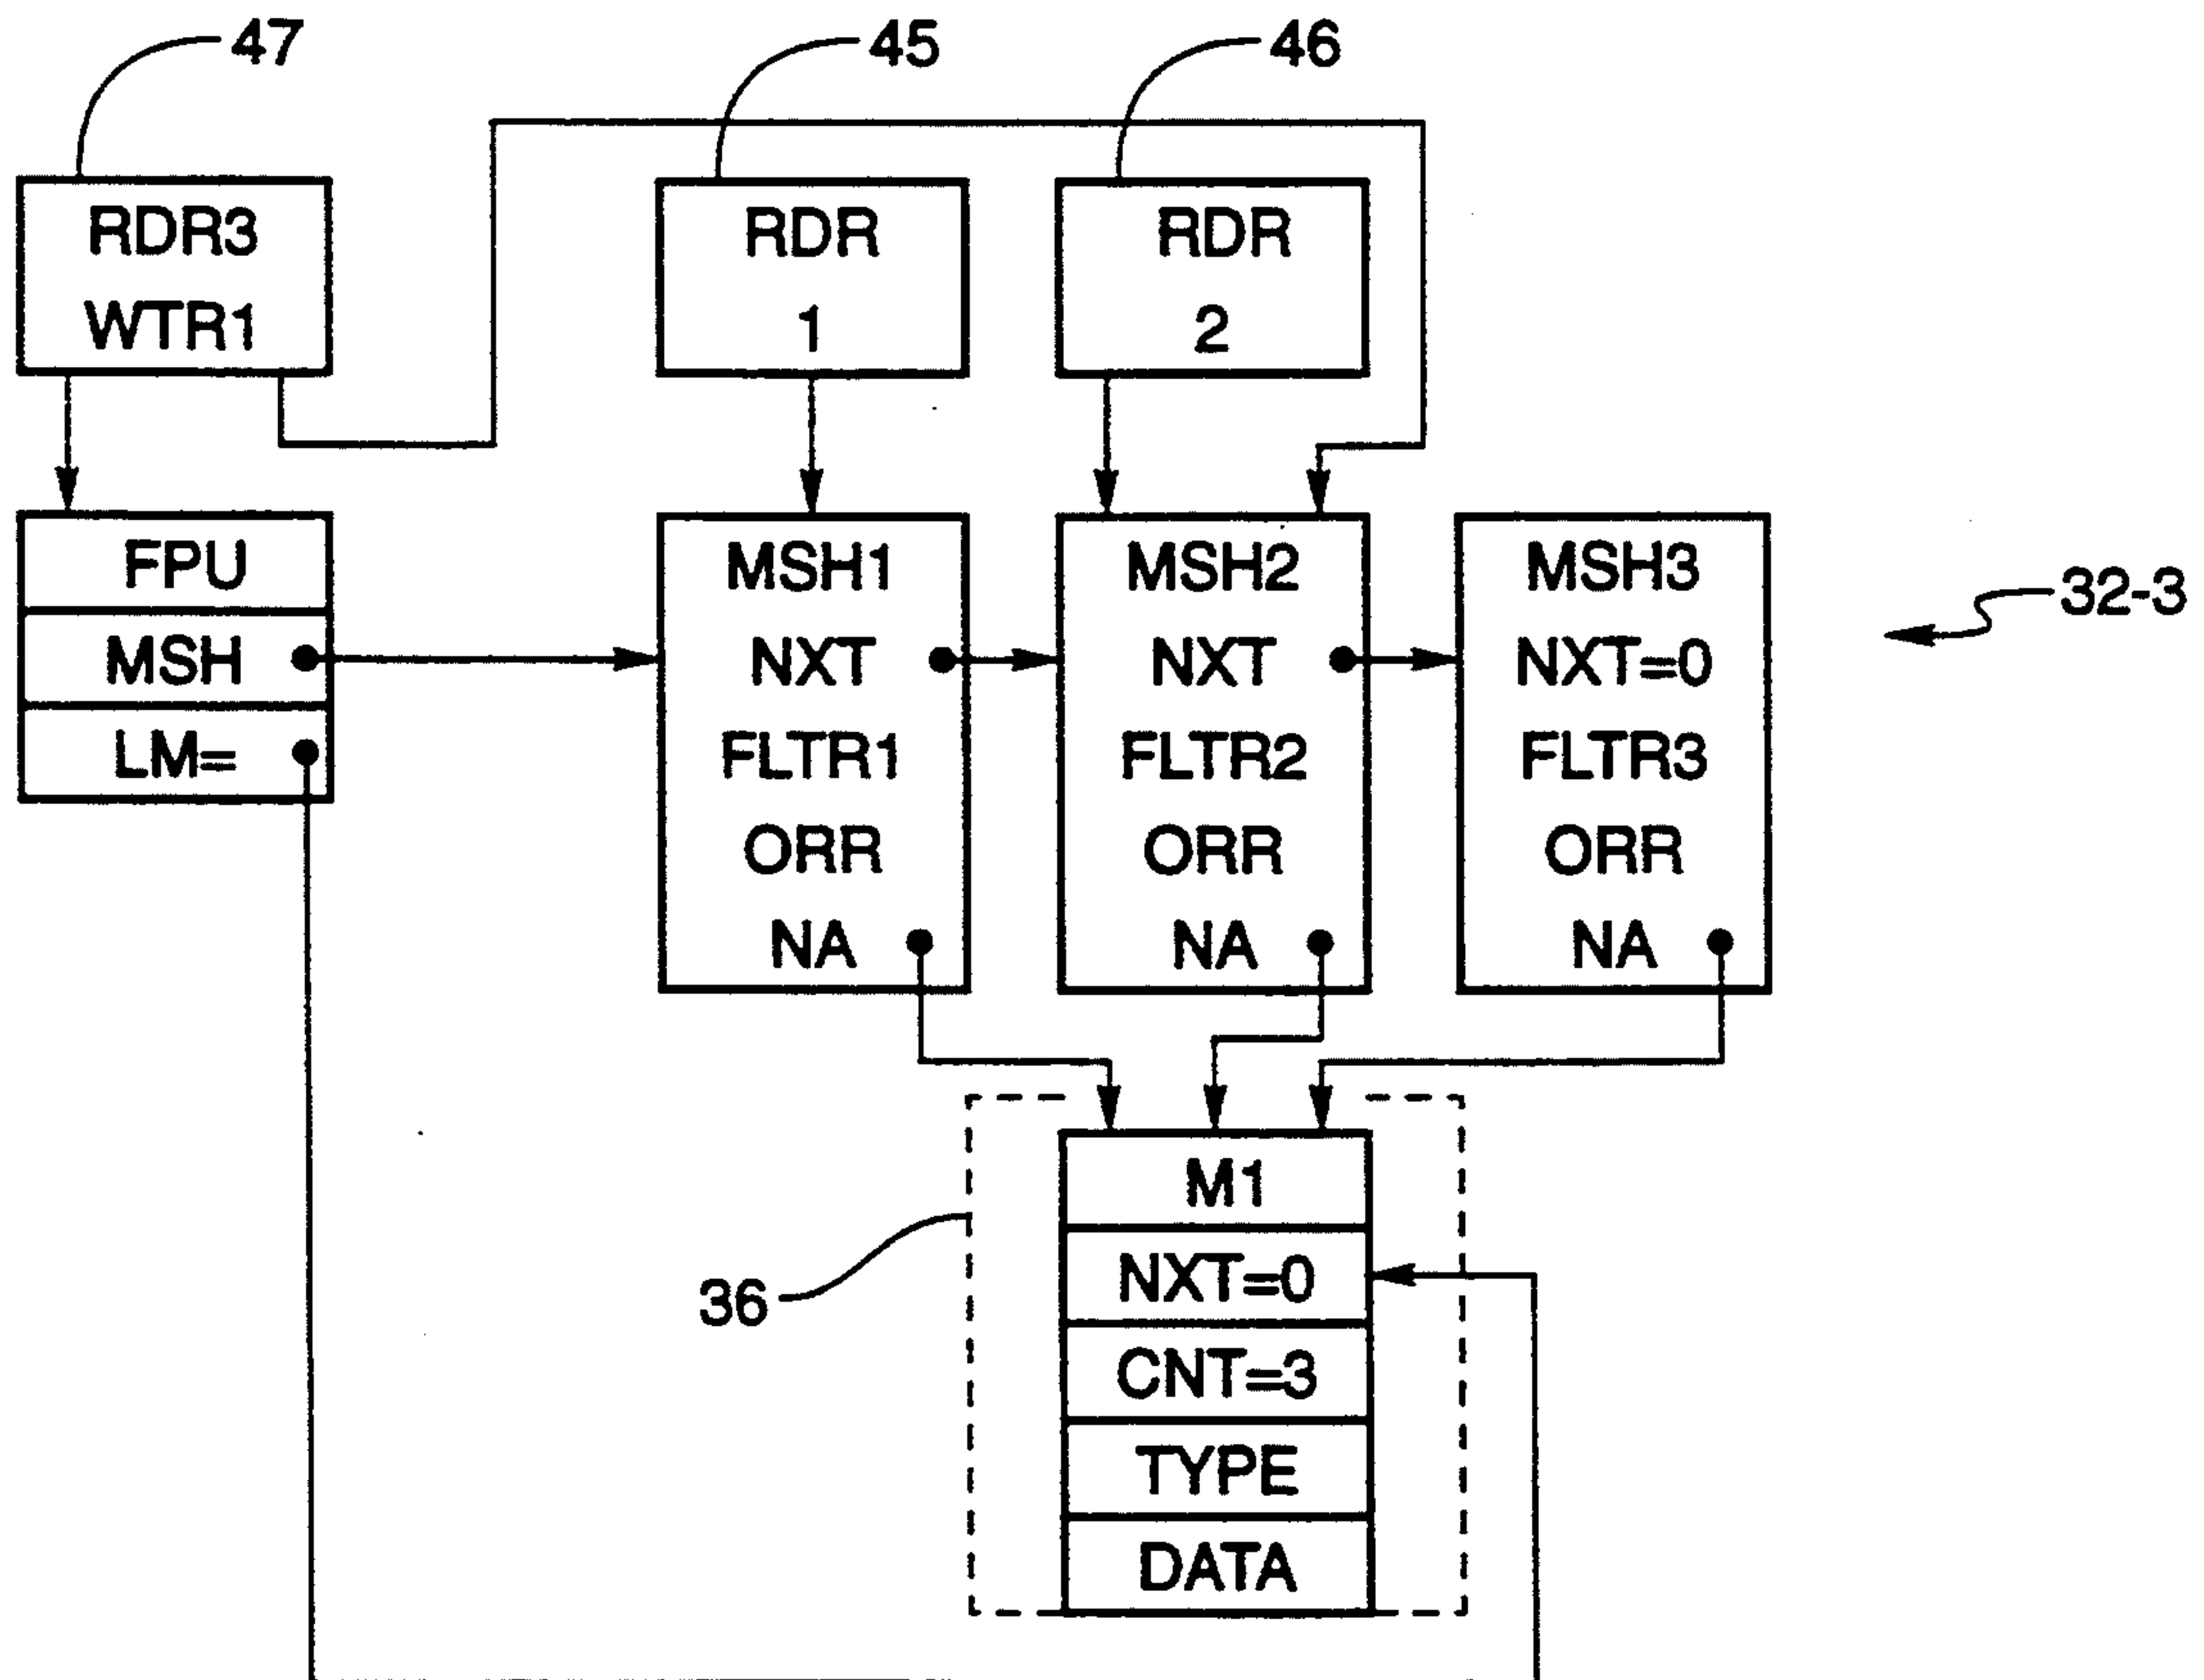 47
45
46
RDR3
WTR1
RDR
1
RDR
2
FPU
MSH
LM=
MSH1
NXT
FLTR1
ORR
NA
MSH2
NXT
FLTR2
ORR
NA
MSH3
NXT=0
FLTR3
ORR
NA
32-3
36
M1
NXT=0
CNT=3
TYPE
DATA